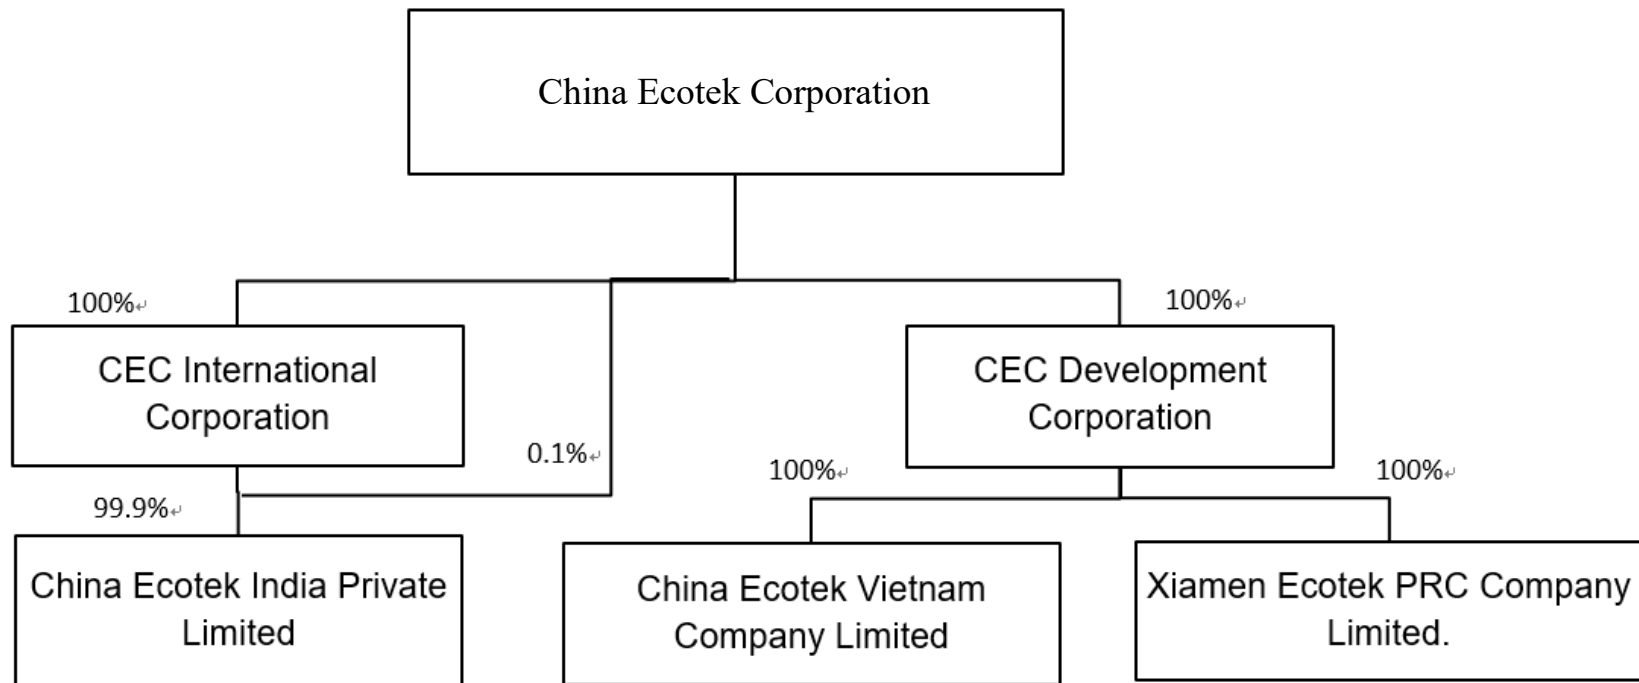 China Ecotek Corporation
100%↵
100%↵
CEC International
Corporation
CEC Development
Corporation
0.1%↵
100%↵
100%↵
99.9%↵
China Ecotek India Private
Limited
China Ecotek Vietnam
Company Limited
Xiamen Ecotek PRC Company
Limited.